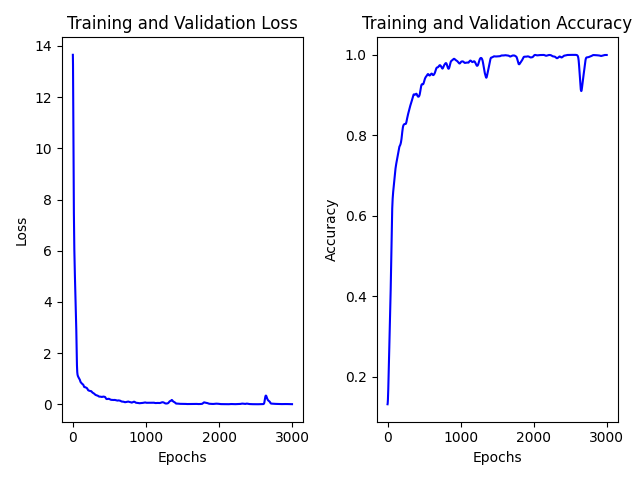 Training and Validation Loss
14
12
10
8
6
4
2
0
Loss
0 1000 2000 3000
Epochs
Training and Validation Accuracy
1.0
0.8
0.6
0.4
0.2
Accuracy
0 1000 2000 3000
Epochs